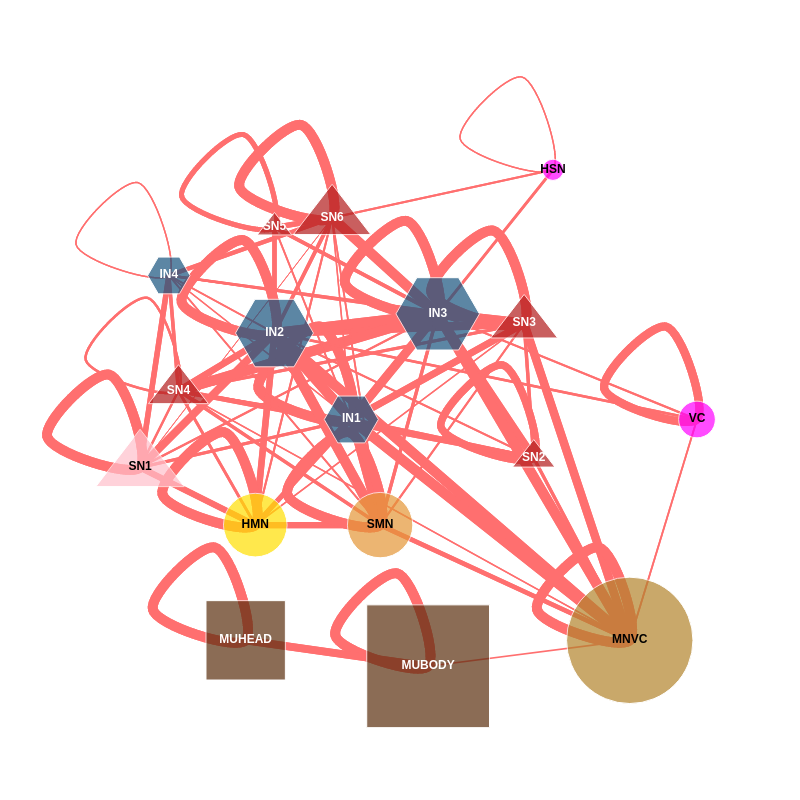 HSN
SN6
SN5
IN4
IN3
SN3
IN2
SN4
IN1
VC
SN2
SN1
HMN
SMN
MUHEAD
MNVC
MUBODY